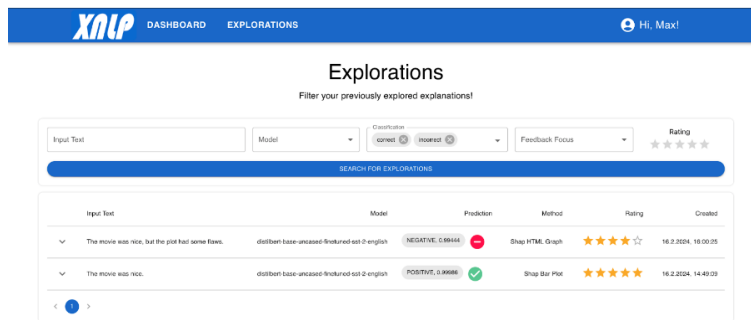 XNLP DASHBOARD EXPLORATIONS Hi, Max!
Explorations
Filter your previously explored explanations!
Input Text Model Classification correct incorrect Feedback Focus Rating
SEARCH FOR EXPLORATIONS
Input Text Model Prediction Method Rating Created
The movie was nice, but the plot had some flaws. distilbert-base-uncased-finetuned-sst-2-english NEGATIVE, 0.99444 Shap HTML Graph 16.2.2024. 16:00:25
The movie was nice. distilbert-base-uncased-finetuned-sst-2-english POSITIVE, 0.99986 Shap Bar Plot 16.2.2024. 14:49:09
1